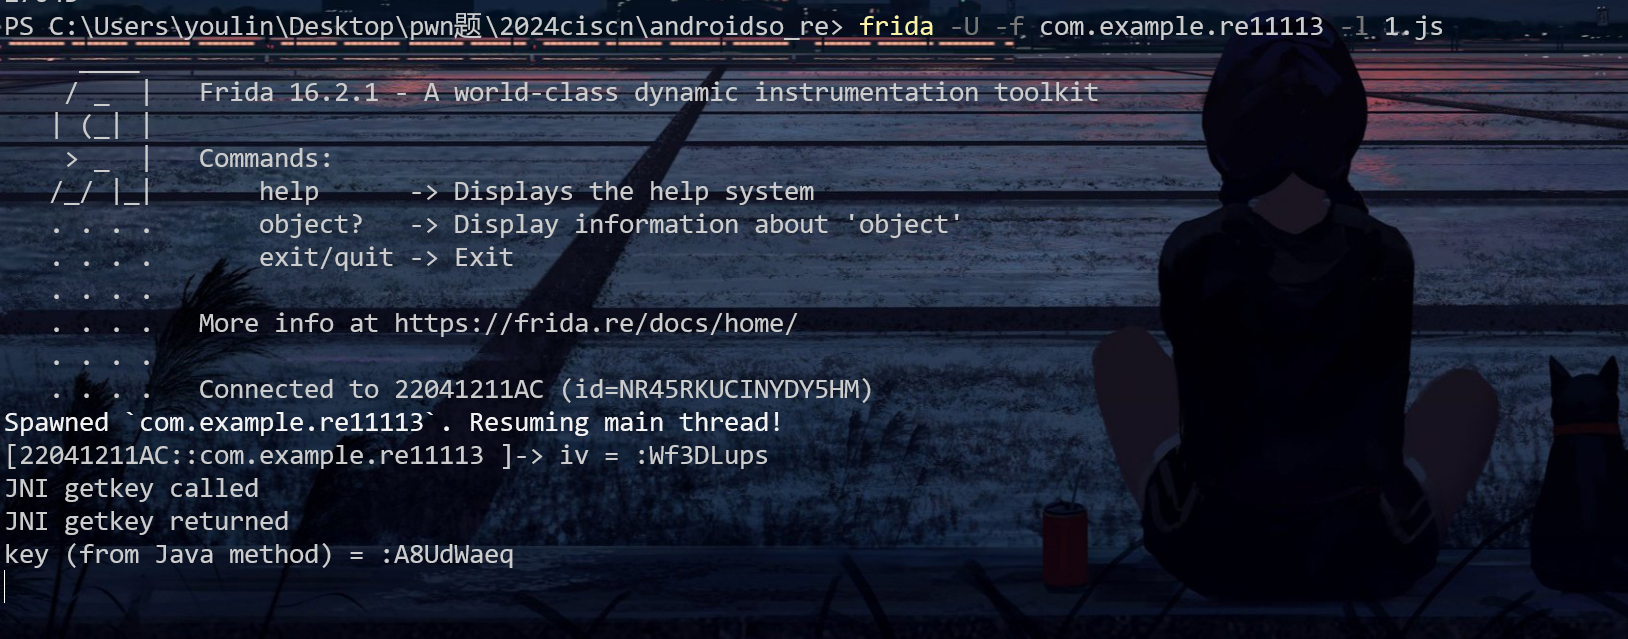 PS C:\Users\youlin\Desktop\pwn题\2024ciscn\androidso_re> frida -U -f com.example.re11113 -l 1.js
     ____
    / _  |   Frida 16.2.1 - A world-class dynamic instrumentation toolkit
   | (_| |
    > _  |   Commands:
   /_/ |_|       help      -> Displays the help system
   . . . .       object?   -> Display information about 'object'
   . . . .       exit/quit -> Exit
   . . . .
   . . . .   More info at https://frida.re/docs/home/
   . . . .
   . . . .   Connected to 22041211AC (id=NR45RKUCINYDY5HM)
Spawned `com.example.re11113`. Resuming main thread!
[22041211AC::com.example.re11113 ]-> iv = :Wf3DLups
JNI getkey called
JNI getkey returned
key (from Java method) = :A8UdWaeq